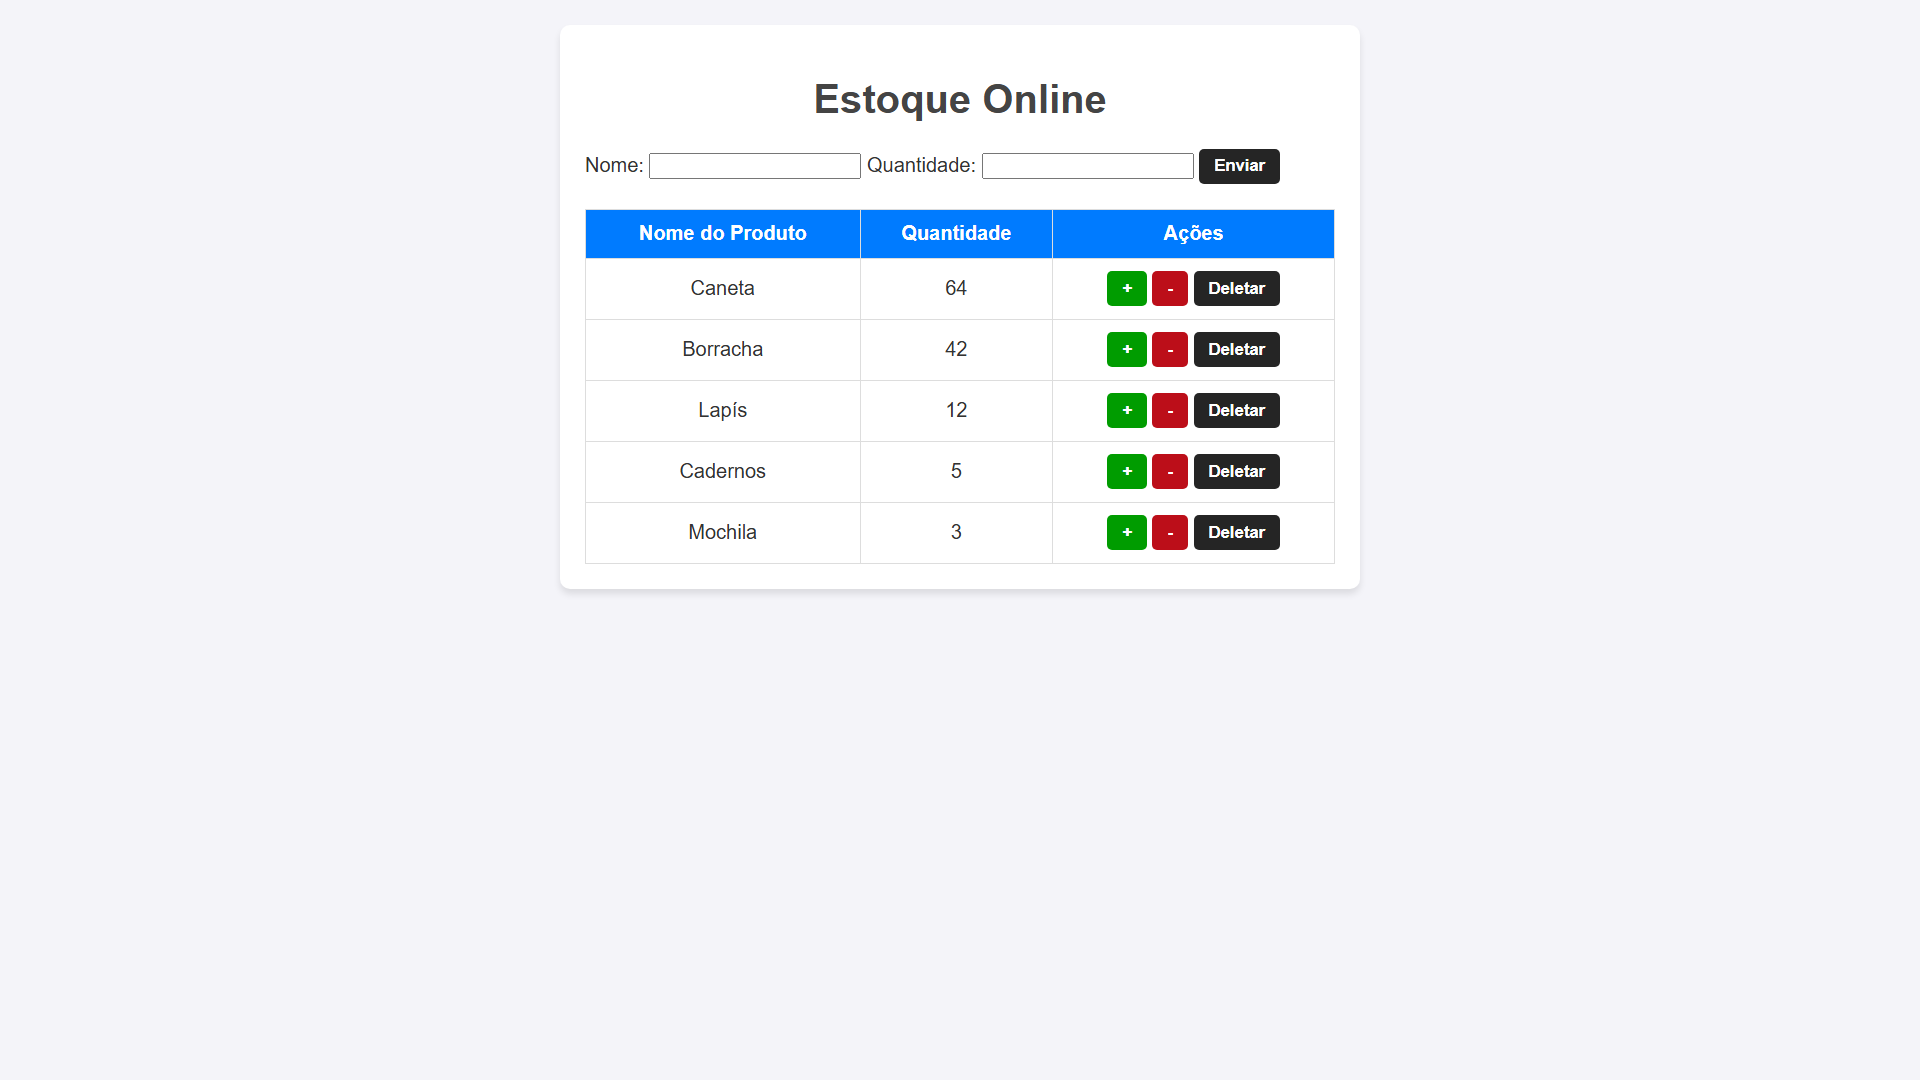 Estoque Online
Nome: Quantidade: Enviar
Nome do Produto Quantidade Ações
Caneta 64 + - Deletar
Borracha 42 + - Deletar
Lapís 12 + - Deletar
Cadernos 5 + - Deletar
Mochila 3 + - Deletar